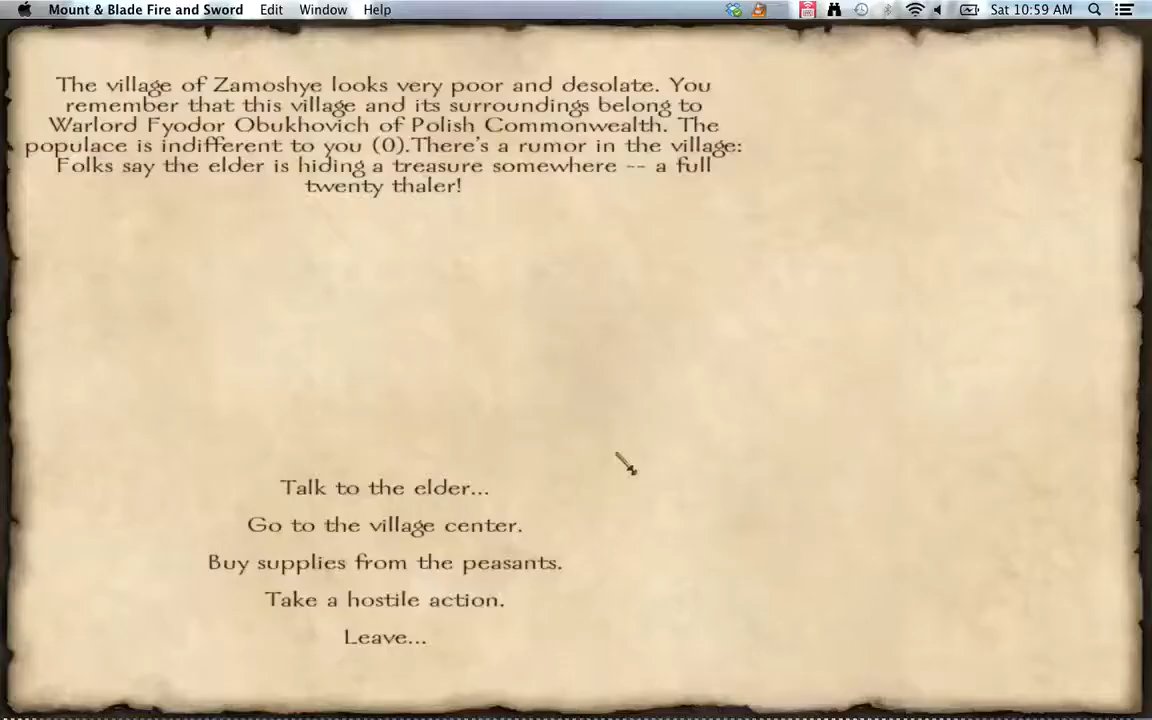 Mount & Blade Fire and Sword Edit Window Help Sat 10:59 AM
The village of Zamoshye looks very poor and desolate. You
remember that this village and its surroundings belong to
Warlord Fyodor Obukhovich of Polish Commonwealth. The
populace is indifferent to you (0).There's a rumor in the village:
Folks say the elder is hiding a treasure somewhere -- a full
twenty thaler!
Talk to the elder...
Go to the village center.
Buy supplies from the peasants.
Take a hostile action.
Leave...